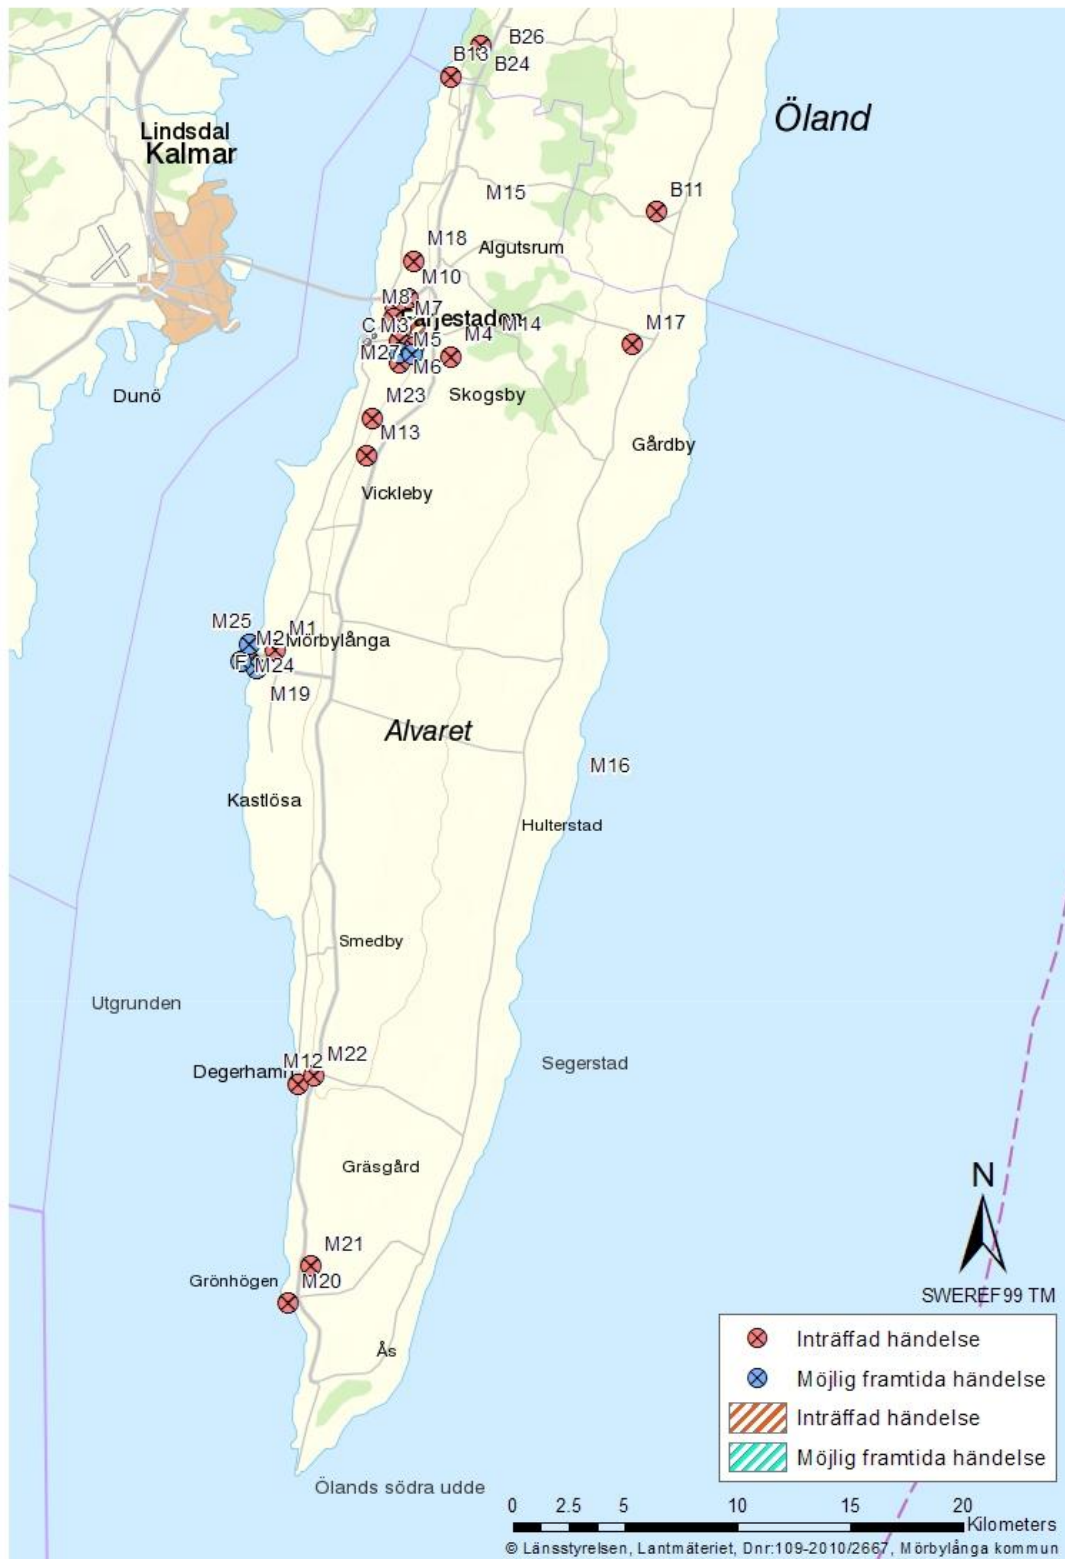 B26
B13
B24
Öland
Lindsdal
Kalmar
M15
B11
M18
Algutsrum
M10
M8
M7
Färjestaden
C
M3
M14
M17
M4
M5
M27
M6
M23
Skogsby
Dunö
M13
Gårdby
Vickleby
M25
M1
M2
Mörbylånga
F
M24
M19
Alvaret
M16
Kastlösa
Hulterstad
Smedby
Utgrunden
M22
M12
Degerhamn
Segerstad
Gräsgård
N
M21
Grönhögen
M20
SWEREF99 TM
Inträffad händelse
Ås
Möjlig framtida händelse
Inträffad händelse
Möjlig framtida händelse
Ölands södra udde
0 2.5 5 10 15 20
Kilometers
© Länsstyrelsen, Lantmäteriet, Dnr:109-2010/2667, Mörbylånga kommun